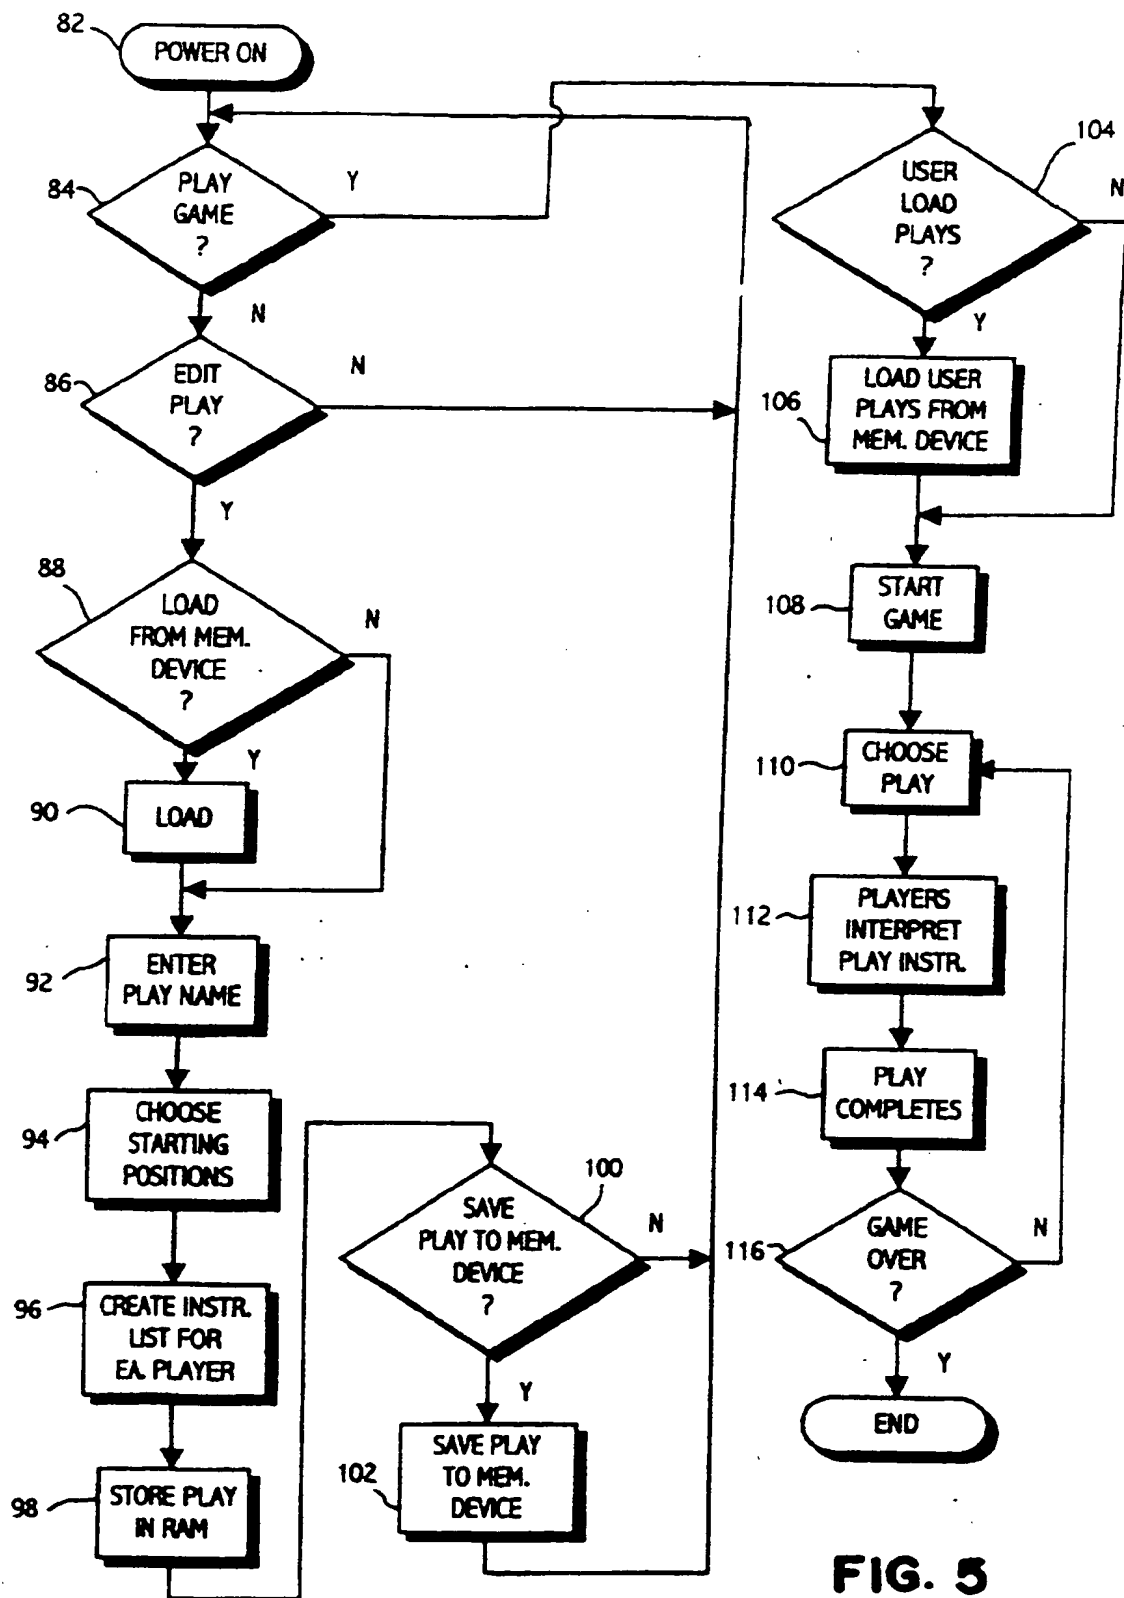 82
POWER ON
84
PLAY
GAME
?
Y
N
86
EDIT
PLAY
?
N
Y
88
LOAD
FROM MEM.
DEVICE
?
N
Y
90
LOAD
92
ENTER
PLAY NAME
94
CHOOSE
STARTING
POSITIONS
96
CREATE INSTR.
LIST FOR
EA. PLAYER
98
STORE PLAY
IN RAM
100
SAVE
PLAY TO MEM.
DEVICE
?
N
Y
102
SAVE PLAY
TO MEM.
DEVICE
104
USER
LOAD
PLAYS
?
N
Y
106
LOAD USER
PLAYS FROM
MEM. DEVICE
108
START
GAME
110
CHOOSE
PLAY
112
PLAYERS
INTERPRET
PLAY INSTR.
114
PLAY
COMPLETES
116
GAME
OVER
?
N
Y
END
FIG. 5